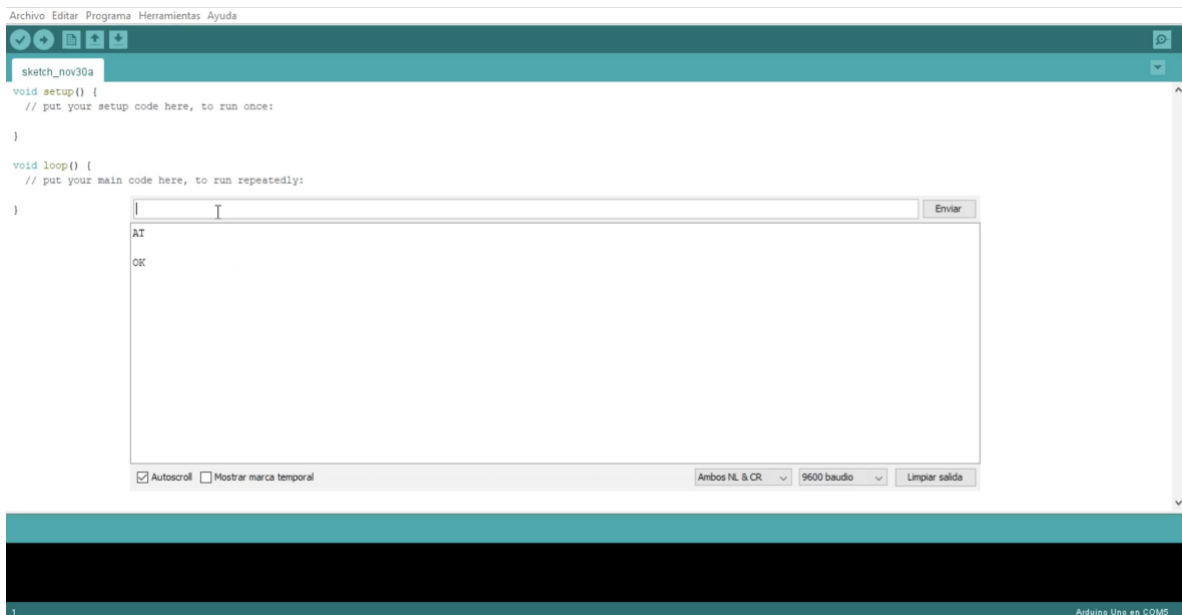 Archivo Editar Programa Herramientas Ayuda
sketch_nov30a
void setup() {
// put your setup code here, to run once:
}
void loop() {
// put your main code here, to run repeatedly:
}
Enviar
AT
OK
Autoscroll Mostrar marca temporal Ambos NL & CR 9600 baudio Limpiar salida
1 Arduino Uno en COM5